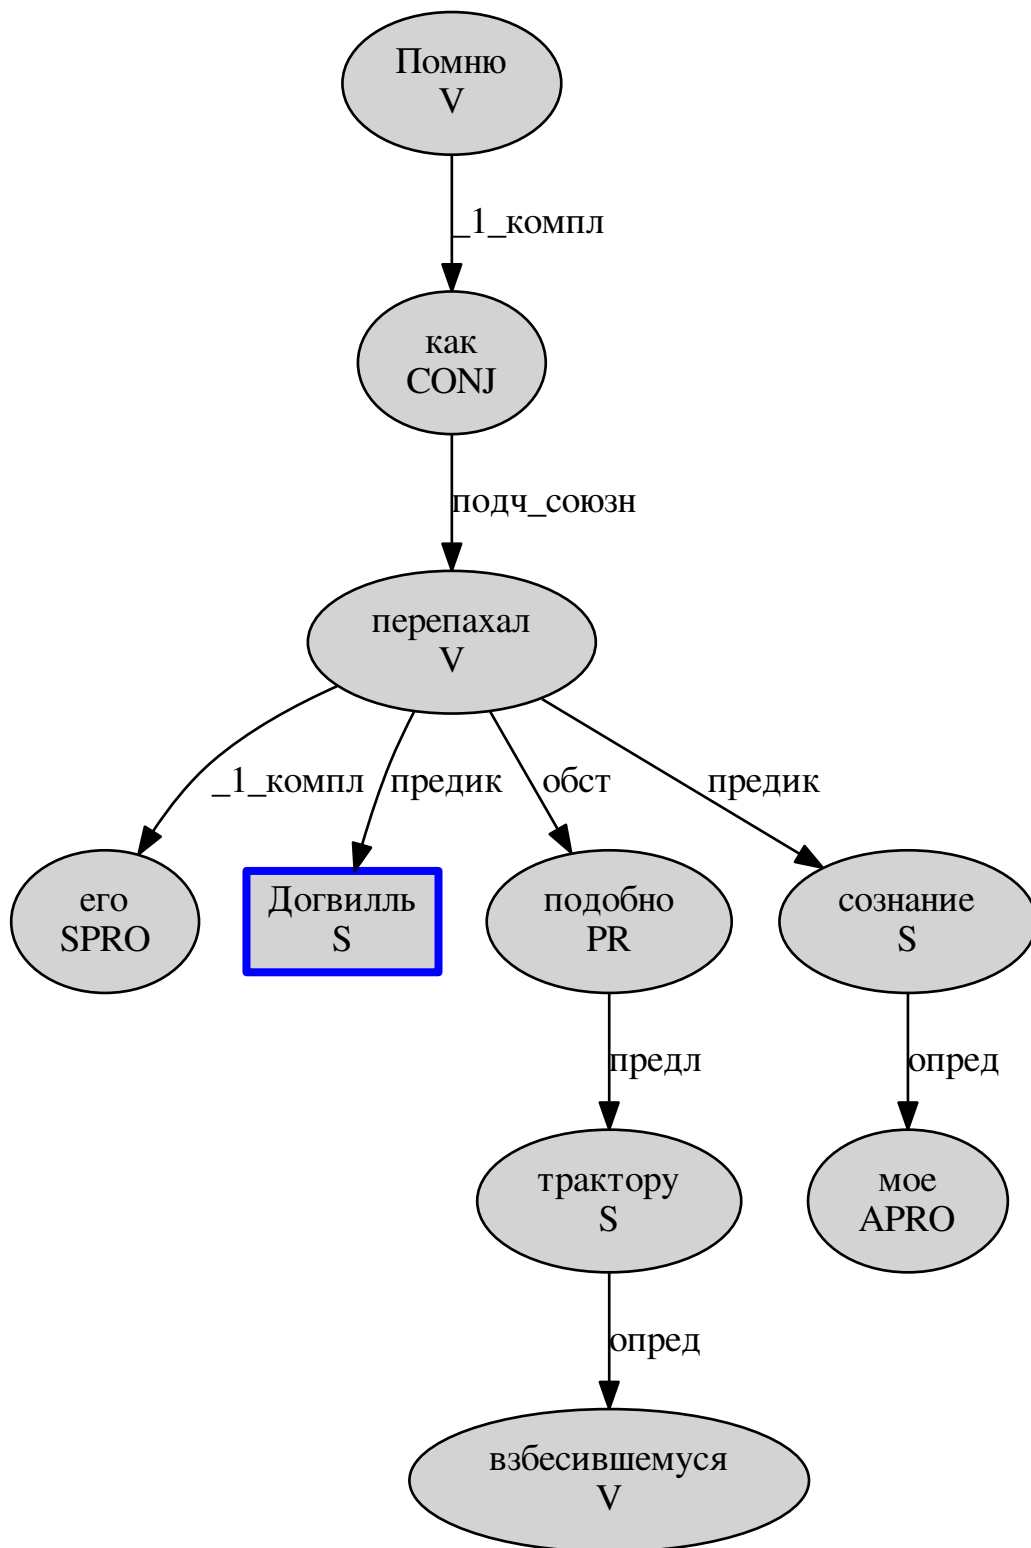 Помню
V
_1_компл
как
CONJ
подч_союзн
перепахал
V
_1_компл
предик
обст
предик
его
SPRO
Догвилль
S
подобно
PR
сознание
S
предл
опред
трактору
S
мое
APRO
опред
взбесившемуся
V